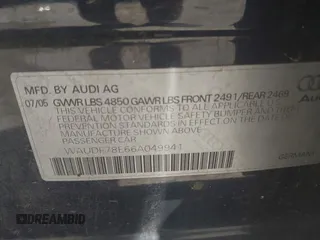 MFD. BY AUDI AG
07/05 GVWR LBS 4850 GAWR LBS FRONT 2491/REAR 2469
THIS VEHICLE CONFORMS TO ALL APPLICABLE
FEDERAL MOTOR VEHICLE SAFETY BUMPER AND THEFT
PREVENTION STANDARDS IN EFFECT ON THE DATE OF
MANUFACTURE SHOWN ABOVE
PASSENGER CAR
WAUDF78E66A049941
DREAMBID